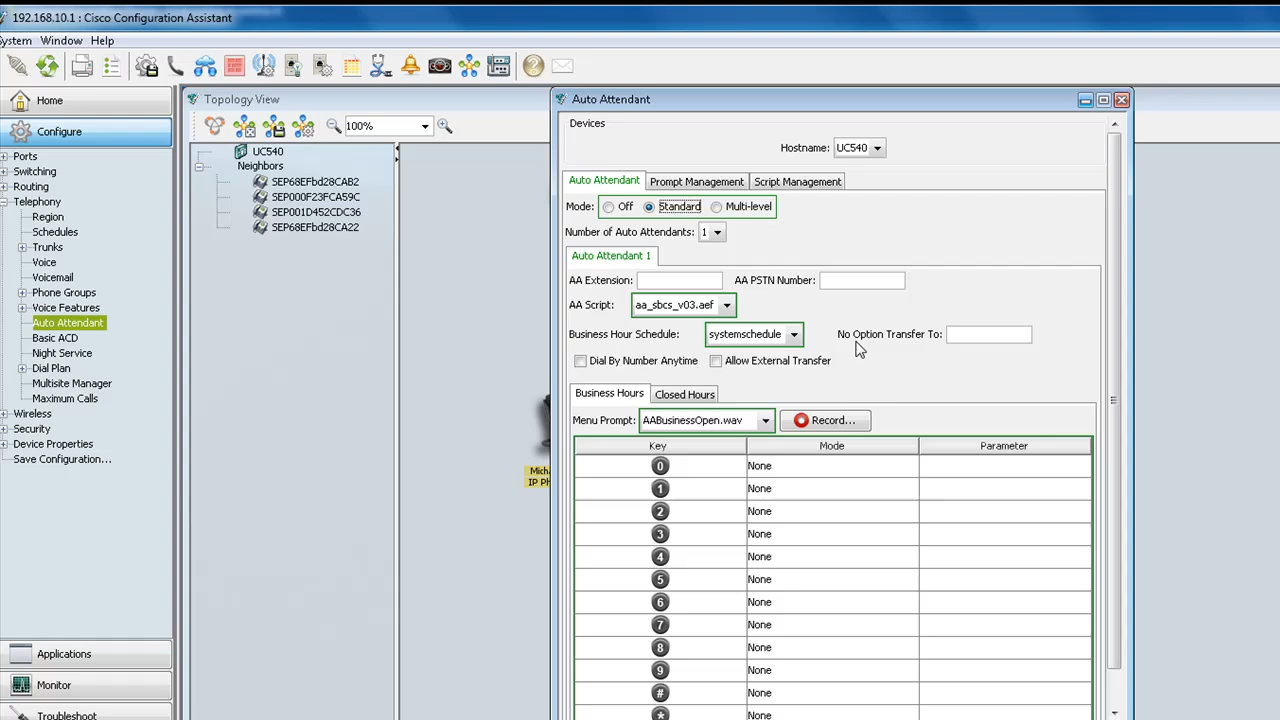 192.168.10.1 : Cisco Configuration Assistant
System Window Help
Home
Configure
Ports
Switching
Routing
Telephony
Region
Schedules
Trunks
Voice
Voicemail
Phone Groups
Voice Features
Auto Attendant
Basic ACD
Night Service
Dial Plan
Multisite Manager
Maximum Calls
Wireless
Security
Device Properties
Save Configuration...
Applications
Monitor
Troubleshoot
Topology View
100%
UC540
Neighbors
SEP68EFbd28CAB2
SEP000F23FCA59C
SEP001D452CDC36
SEP68EFbd28CA22
Micha
IP Ph
Auto Attendant
Devices
Hostname: UC540
Auto Attendant Prompt Management Script Management
Mode: Off Standard Multi-level
Number of Auto Attendants: 1
Auto Attendant 1
AA Extension: AA PSTN Number:
AA Script: aa_sbcs_v03.aef
Business Hour Schedule: systemschedule No Option Transfer To:
Dial By Number Anytime Allow External Transfer
Business Hours Closed Hours
Menu Prompt: AABusinessOpen.wav Record...
Key Mode Parameter
0 None
1 None
2 None
3 None
4 None
5 None
6 None
7 None
8 None
9 None
# None
* None